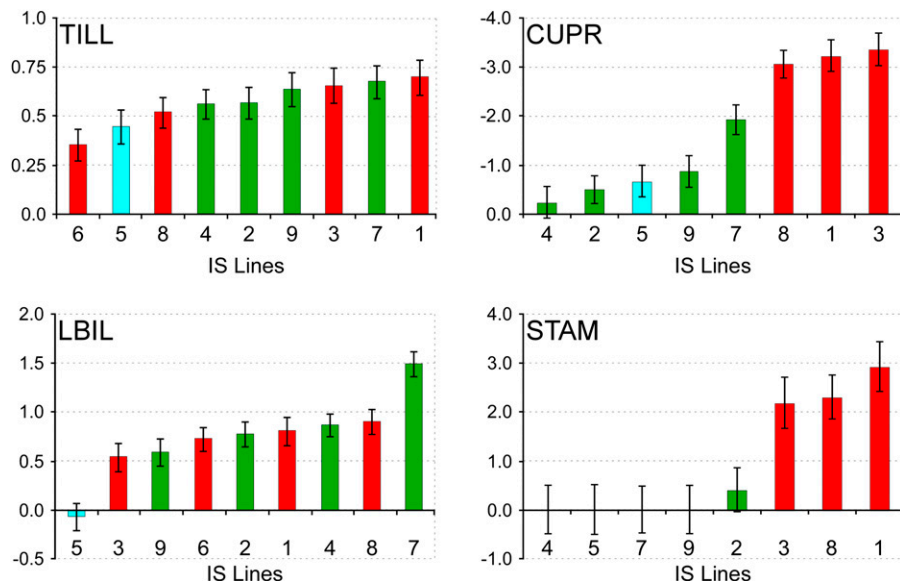 TILL
1.0
0.75
0.5
0.25
0.0
6 5 8 4 2 9 3 7 1
IS Lines
CUPR
-4.0
-3.0
-2.0
-1.0
0.0
4 2 5 9 7 8 1 3
IS Lines
LBIL
2.0
1.5
1.0
0.5
0.0
-0.5
5 3 9 6 2 1 4 8 7
IS Lines
STAM
4.0
3.0
2.0
1.0
0.0
-1.0
4 5 7 9 2 3 8 1
IS Lines